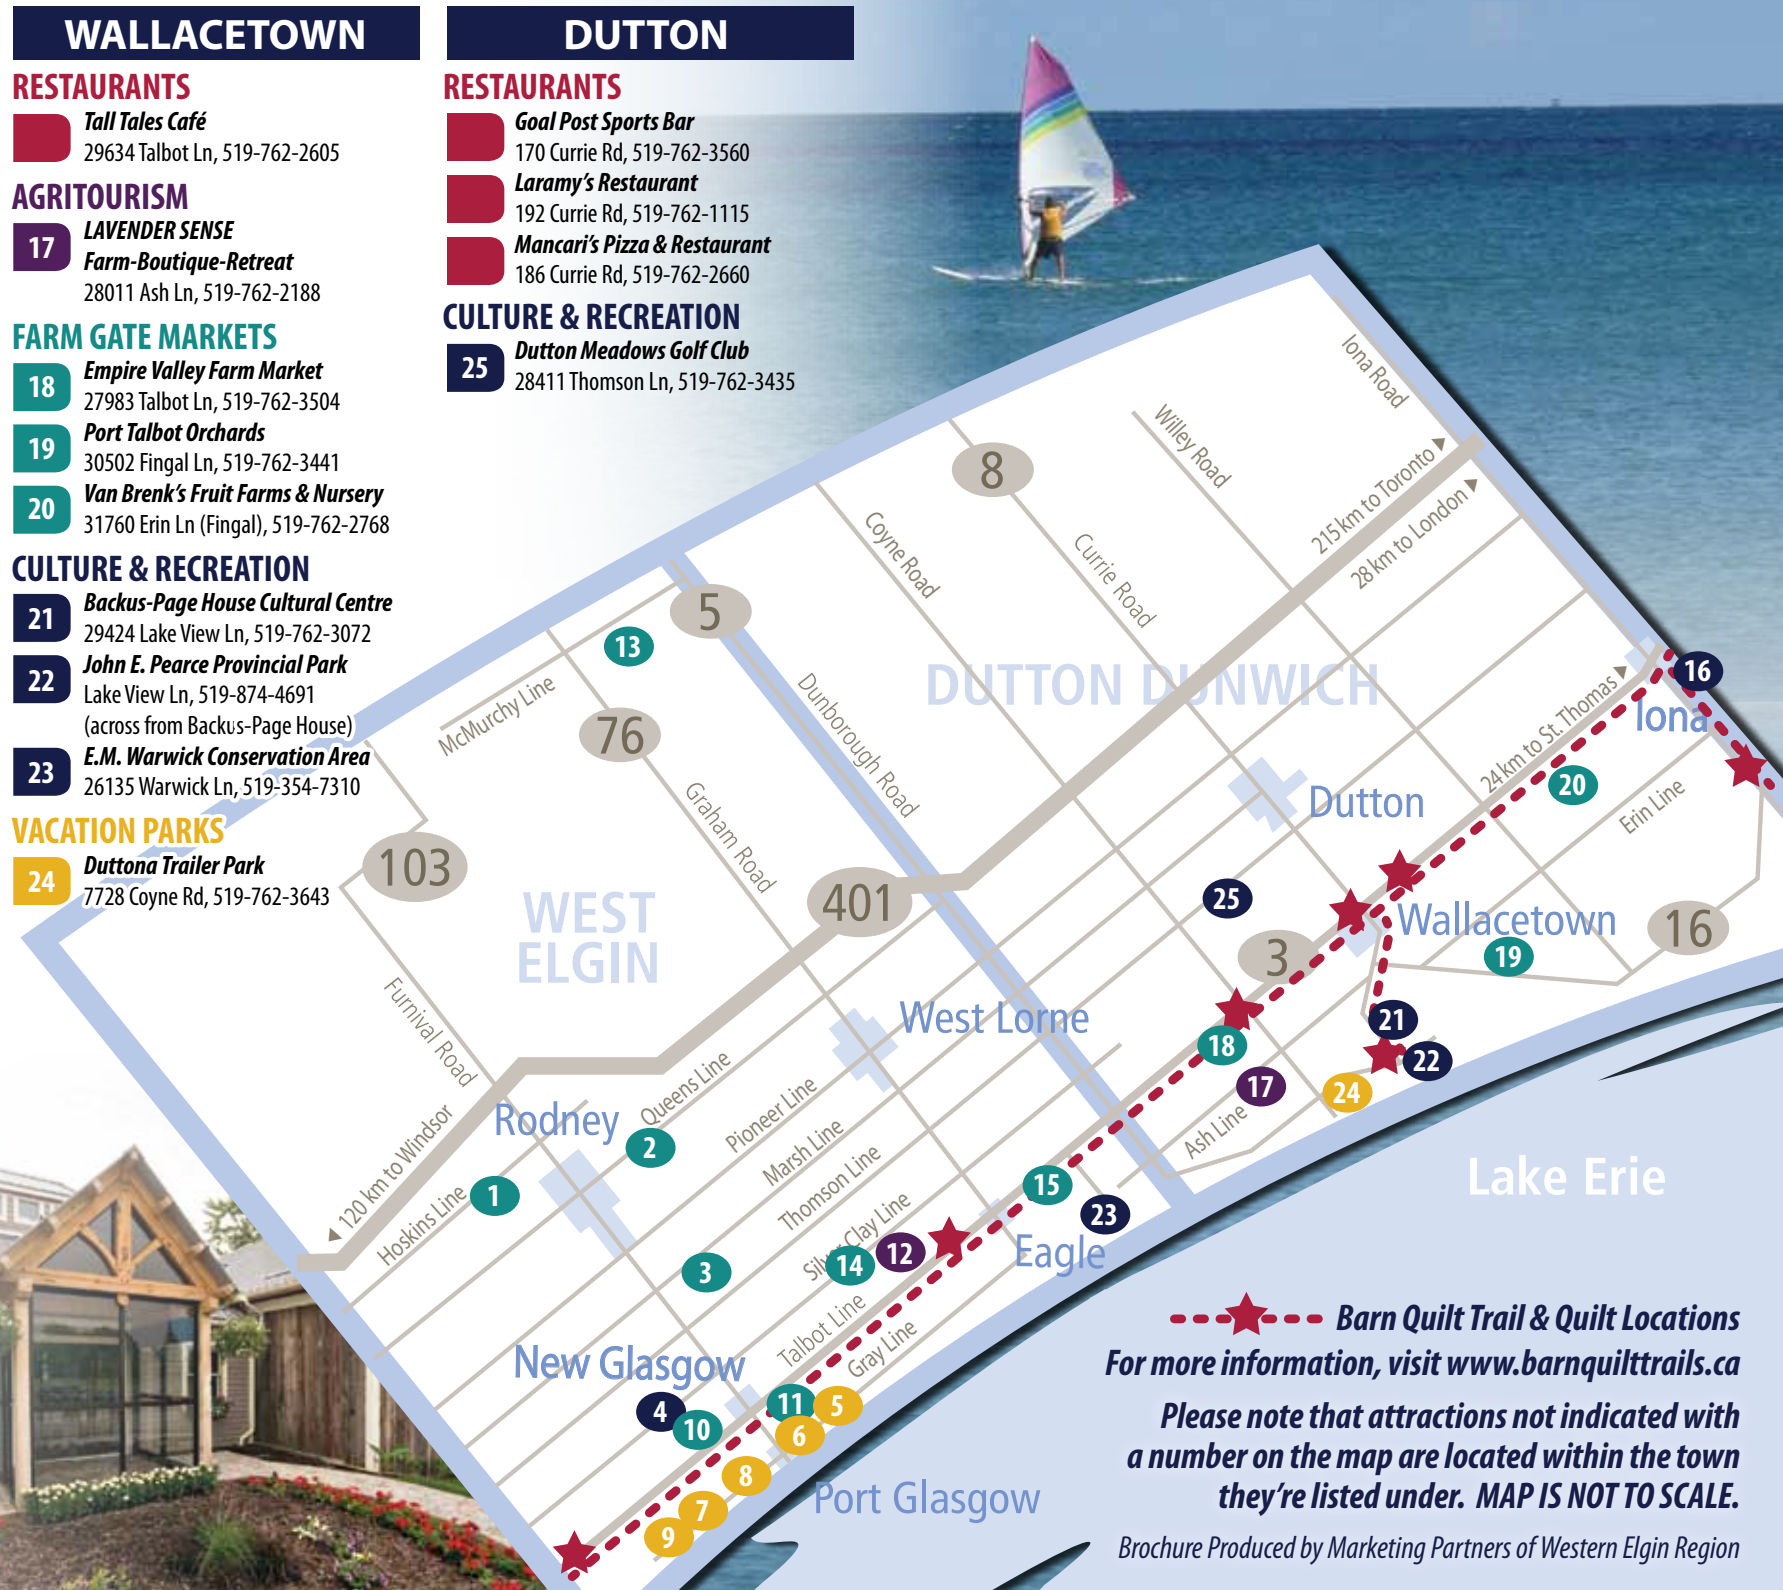 WALLACETOWN
RESTAURANTS
Tall Tales Café
29634 Talbot Ln, 519-762-2605
AGRITOURISM
17
LAVENDER SENSE
Farm-Boutique-Retreat
28011 Ash Ln, 519-762-2188
FARM GATE MARKETS
18
Empire Valley Farm Market
27983 Talbot Ln, 519-762-3504
19
Port Talbot Orchards
30502 Fingal Ln, 519-762-3441
20
Van Brenk's Fruit Farms & Nursery
31760 Erin Ln (Fingal), 519-762-2768
CULTURE & RECREATION
21
Backus-Page House Cultural Centre
29424 Lake View Ln, 519-762-3072
22
John E. Pearce Provincial Park
Lake View Ln, 519-874-4691
(across from Backus-Page House)
23
E.M. Warwick Conservation Area
26135 Warwick Ln, 519-354-7310
VACATION PARKS
24
Duttona Trailer Park
7728 Coyne Rd, 519-762-3643
DUTTON
RESTAURANTS
Goal Post Sports Bar
170 Currie Rd, 519-762-3560
Laramy's Restaurant
192 Currie Rd, 519-762-1115
Mancari's Pizza & Restaurant
186 Currie Rd, 519-762-2660
CULTURE & RECREATION
25
Dutton Meadows Golf Club
28411 Thomson Ln, 519-762-3435
Iona Road
Willey Road
8
215 km to Toronto
28 km to London
Coyne Road
Currie Road
5
13
McMurchy Line
76
Dunborough Road
DUTTON DUNWICH
16
Iona
24 km to St. Thomas
20
Erin Line
Dutton
Graham Road
103
401
WEST
ELGIN
25
Wallacetown
16
3
19
Furnival Road
West Lorne
21
18
22
17
24
Ash Line
Queens Line
Rodney
2
Pioneer Line
Marsh Line
Thomson Line
120 km to Windsor
Hoskins Line
1
15
23
Silver Clay Line
14
12
Eagle
3
Lake Erie
Talbot Line
Gray Line
New Glasgow
4
10
11
5
6
8
7
9
Port Glasgow
Barn Quilt Trail & Quilt Locations
For more information, visit www.barnquilttrails.ca
Please note that attractions not indicated with
a number on the map are located within the town
they're listed under. MAP IS NOT TO SCALE.
Brochure Produced by Marketing Partners of Western Elgin Region